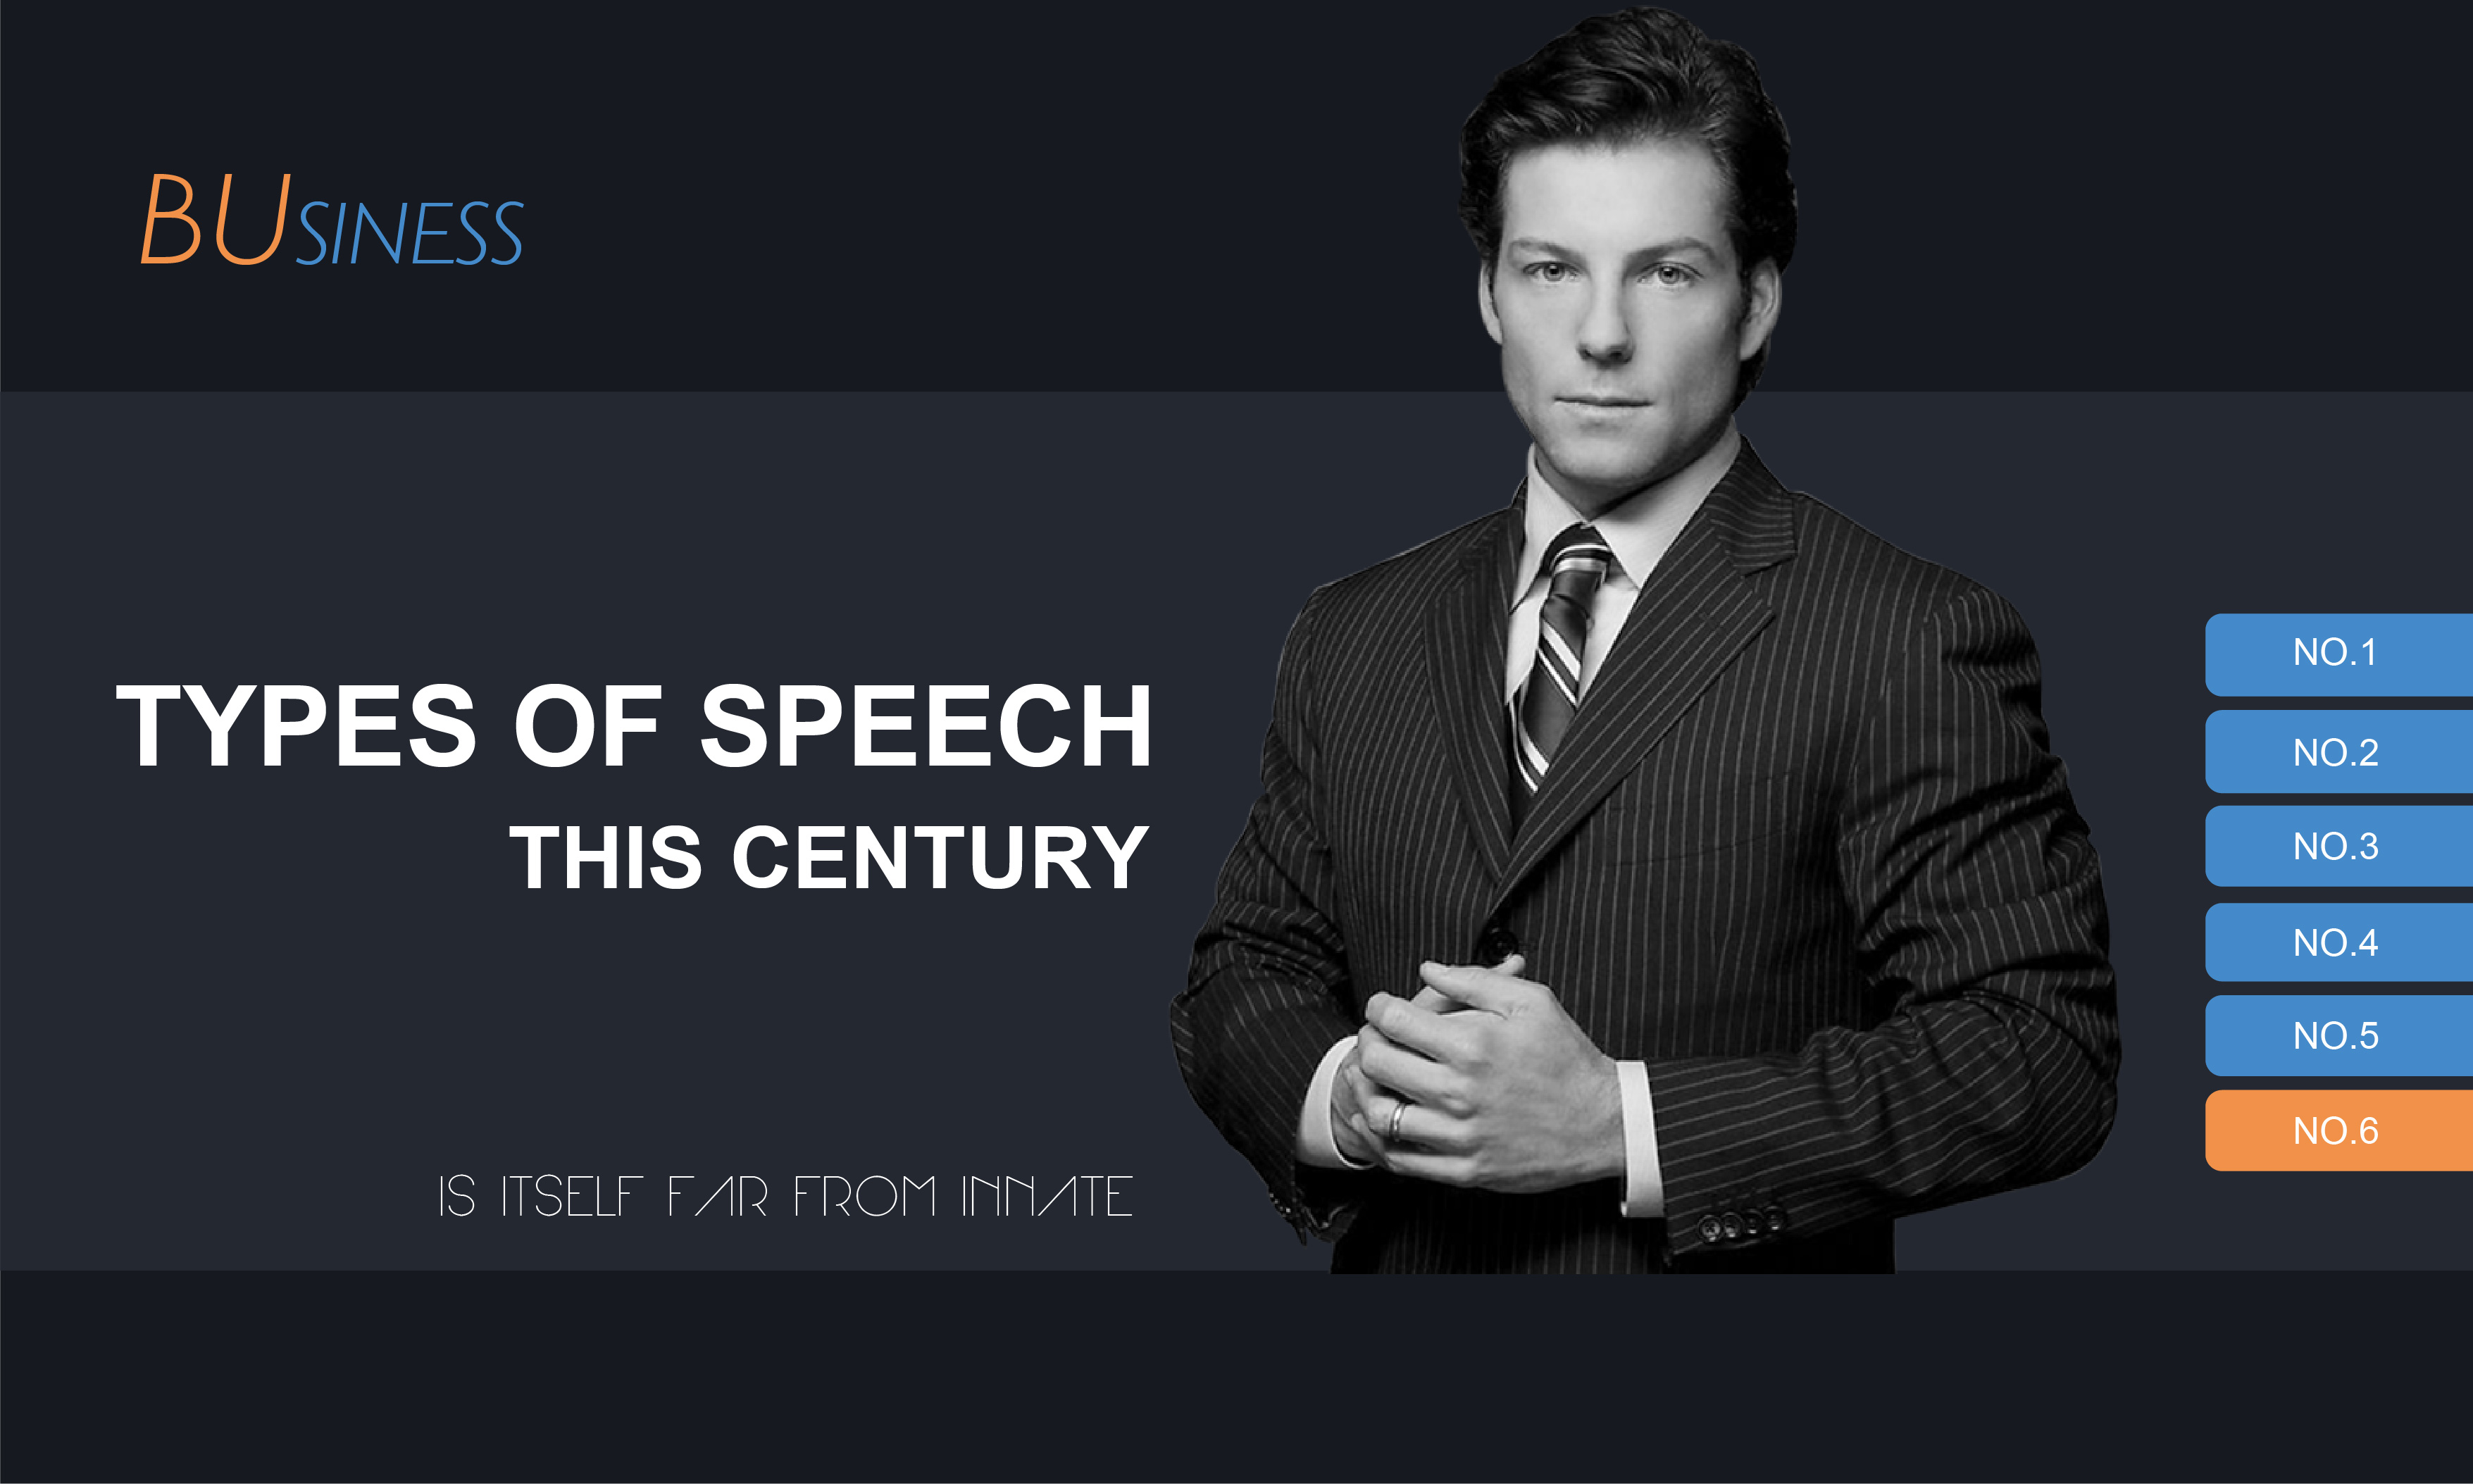 BUSINESS
TYPES OF SPEECH
THIS CENTURY
IS ITSELF FAR FROM INNATE
NO.1
NO.2
NO.3
NO.4
NO.5
NO.6